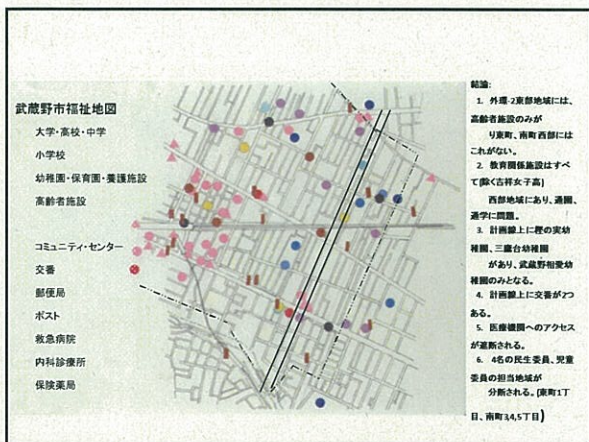 武蔵野市福祉地図
大学・高校・中学
小学校
幼稚園・保育園・養護施設
高齢者施設
コミュニティ・センター
交番
郵便局
ポスト
救急病院
内科診療所
保険薬局
結論:
1. 外環-2東部地域には、
高齢者施設のみが
り東町、南町西部には
これがない。
2. 教育関係施設はすべ
て(除く吉祥女子高)
西部地域にあり、通園、
通学に問題。
3. 計画線上に樫の実幼
稚園、三鷹台幼稚園
があり、武蔵野相愛幼
稚園のみとなる。
4. 計画線上に交番が2つ
ある。
5. 医療機関へのアクセス
が遮断される。
6. 4名の民生委員、児童
委員の担当地域が
分断される。(東町1丁
目、南町3,4,5丁目)